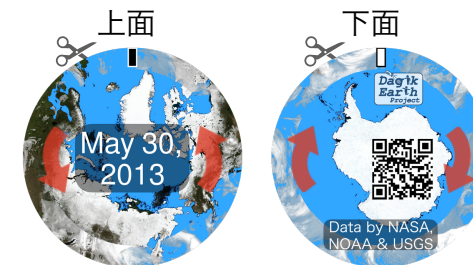 上面
下面
May 30,
2013
Dagik
Earth
Project
Data by NASA,
NOAA & USGS